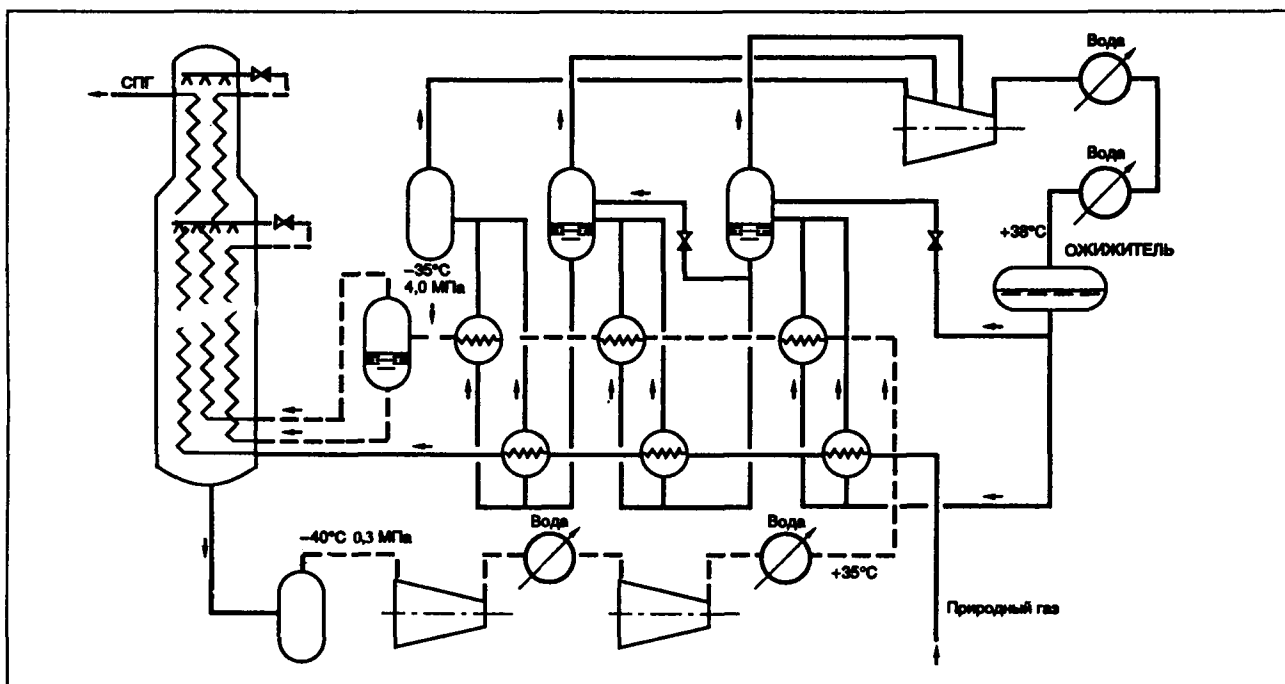 Вода
СПГ
Вода
+38°C
ОЖИЖИТЕЛЬ
–35°C
4,0 МПа
Вода
Вода
–40°C 0,3 МПа
+35°C
Природный газ